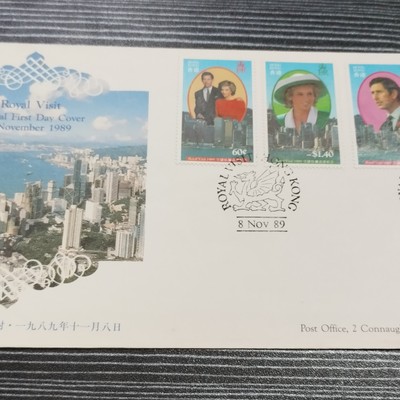 Royal Visit
al First Day Cover
November 1989
60¢
$1.40
ROYAL VISIT HONG KONG
8 NOV 89
一九八九年十一月八日
Post Office, 2 Connaug